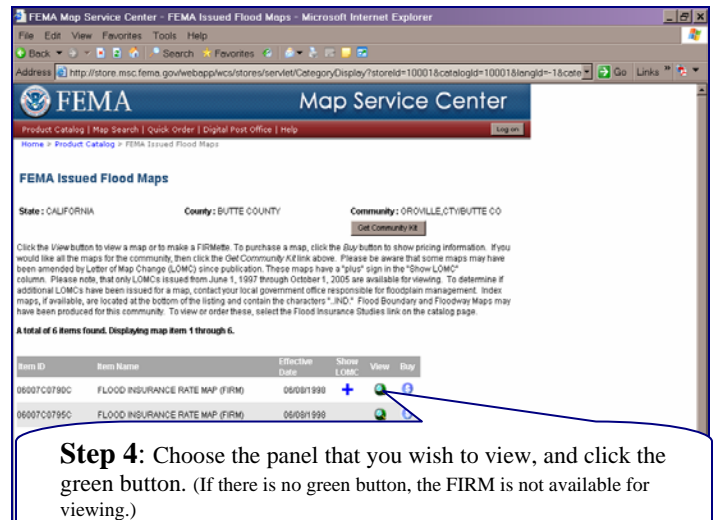 FEMA Map Service Center - FEMA Issued Flood Maps - Microsoft Internet Explorer
File Edit View Favorites Tools Help
Back Search Favorites
Address http://store.msc.fema.gov/webapp/wcs/stores/servlet/CategoryDisplay?storeId=10001&catalogId=10001&langId=-1&cate Go Links »
FEMA Map Service Center
Product Catalog | Map Search | Quick Order | Digital Post Office | Help Log on
Home > Product Catalog > FEMA Issued Flood Maps
FEMA Issued Flood Maps
State : CALIFORNIA County : BUTTE COUNTY Community : OROVILLE,CTY/BUTTE CO
Get Community Kit
Click the View button to view a map or to make a FIRMette. To purchase a map, click the Buy button to show pricing information. If you
would like all the maps for the community, then click the Get Community Kit link above. Please be aware that some maps may have
been amended by Letter of Map Change (LOMC) since publication. These maps have a "plus" sign in the "Show LOMC"
column. Please note, that only LOMCs issued from June 1, 1997 through October 1, 2005 are available for viewing. To determine if
additional LOMCs have been issued for a map, contact your local government office responsible for floodplain management. Index
maps, if available, are located at the bottom of the listing and contain the characters "_IND." Flood Boundary and Floodway Maps may
have been produced for this community. To view or order these, select the Flood Insurance Studies link on the catalog page.
A total of 6 items found. Displaying map item 1 through 6.
Item ID Item Name Effective Date Show LOMC View Buy
06007C0790C FLOOD INSURANCE RATE MAP (FIRM) 06/08/1998
06007C0795C FLOOD INSURANCE RATE MAP (FIRM) 06/08/1998
Step 4: Choose the panel that you wish to view, and click the
green button. (If there is no green button, the FIRM is not available for
viewing.)